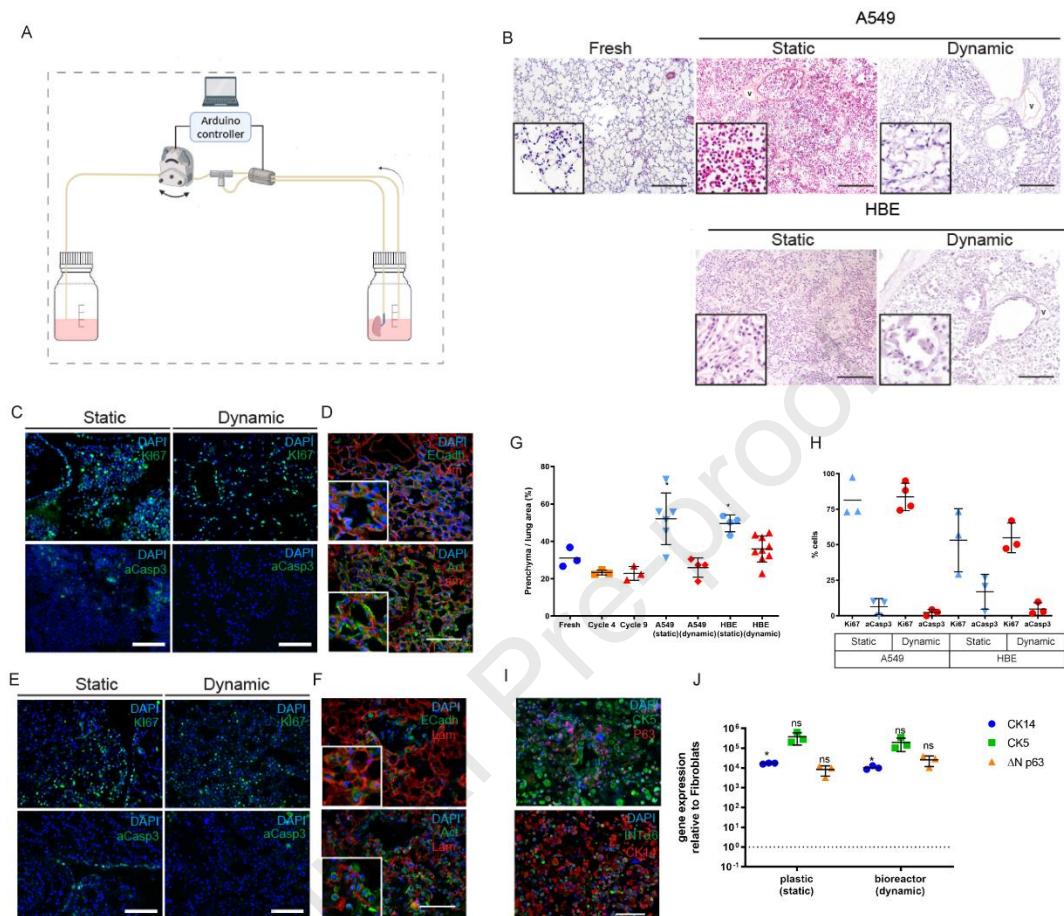 A
Arduino
controller
B
A549
Fresh
Static
Dynamic
v
v
HBE
Static
Dynamic
v
C
Static
Dynamic
DAPI
KI67
DAPI
KI67
DAPI
aCasp3
DAPI
aCasp3
D
DAPI
ECadh
Lam
DAPI
Act
Lam
E
Static
Dynamic
DAPI
KI67
DAPI
KI67
DAPI
aCasp3
DAPI
aCasp3
F
DAPI
ECadh
Lam
DAPI
Act
Lam
G
Prenchyma / lung area (%)
80
60
40
20
0
*
*
Fresh
Cycle 4
Cycle 9
A549 (static)
A549 (dynamic)
HBE (static)
HBE (dynamic)
H
% cells
100
50
0
Ki67 aCasp3 Ki67 aCasp3 Ki67 aCasp3 Ki67 aCasp3
Static Dynamic Static Dynamic
A549 HBE
I
DAPI
CK5
P63
DAPI
INTα6
CK14
J
gene expression
relative to Fibroblasts
10⁶
10⁵
10⁴
10³
10²
10¹
10⁰
10⁻¹
* ns ns * ns ns
plastic
(static)
bioreactor
(dynamic)
CK14
CK5
ΔN p63
Pre-proof